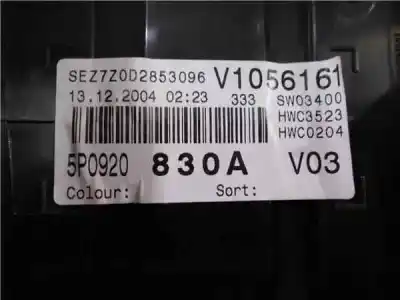 SEZ7Z0D2853096 V1056161
13.12.2004 02:23 333 SW03400
HWC3523
HWC0204
5P0920 830A V03
Colour: Sort: